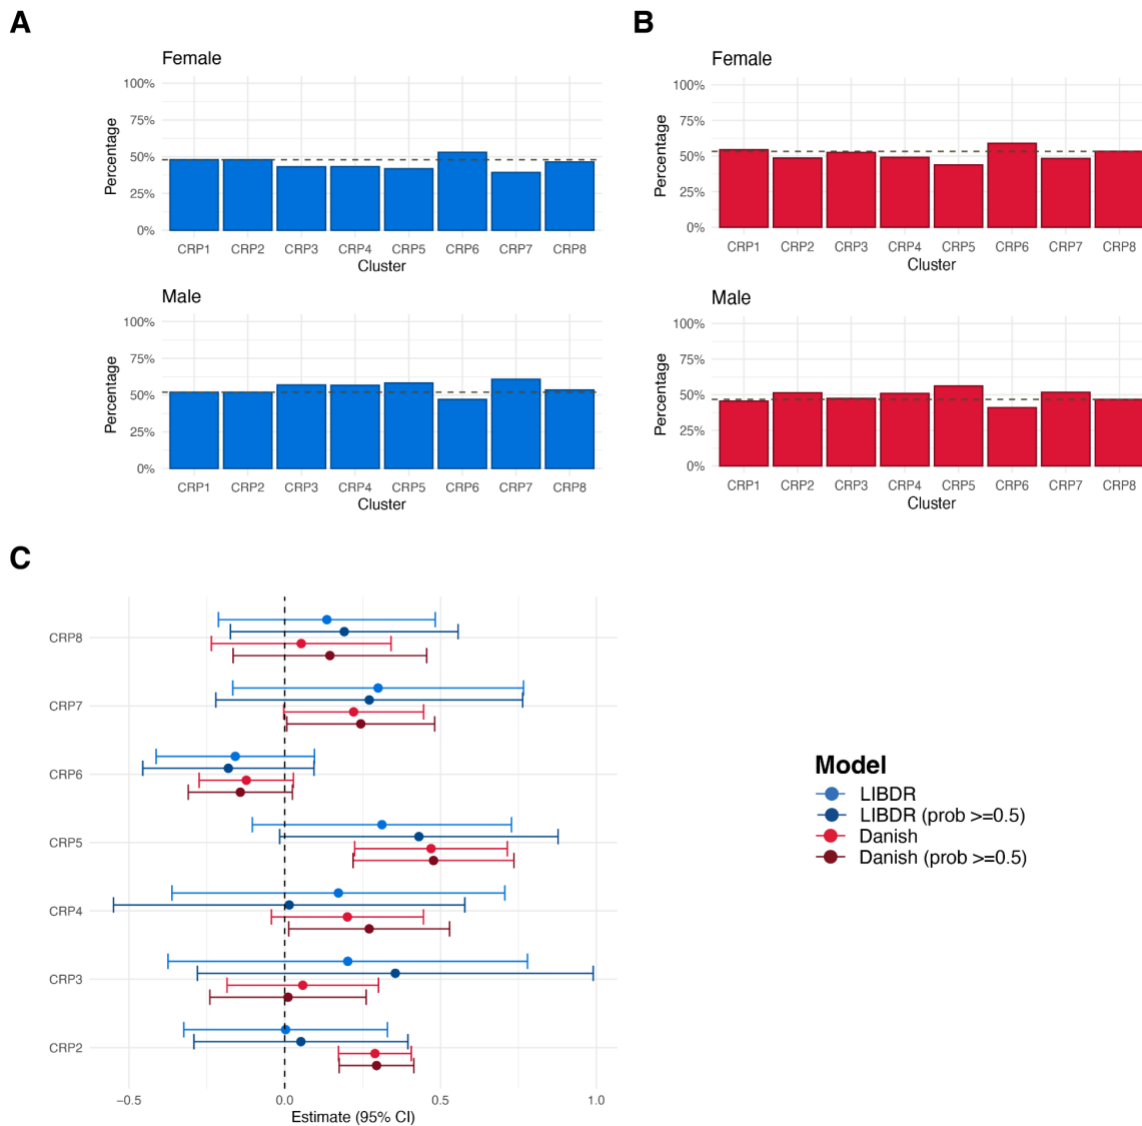 A
Female
100%
75%
50%
25%
0%
Percentage
CRP1 CRP2 CRP3 CRP4 CRP5 CRP6 CRP7 CRP8
Cluster
Male
100%
75%
50%
25%
0%
Percentage
CRP1 CRP2 CRP3 CRP4 CRP5 CRP6 CRP7 CRP8
Cluster
B
Female
100%
75%
50%
25%
0%
Percentage
CRP1 CRP2 CRP3 CRP4 CRP5 CRP6 CRP7 CRP8
Cluster
Male
100%
75%
50%
25%
0%
Percentage
CRP1 CRP2 CRP3 CRP4 CRP5 CRP6 CRP7 CRP8
Cluster
C
CRP8
CRP7
CRP6
CRP5
CRP4
CRP3
CRP2
−0.5 0.0 0.5 1.0
Estimate (95% CI)
Model
LIBDR
LIBDR (prob >=0.5)
Danish
Danish (prob >=0.5)